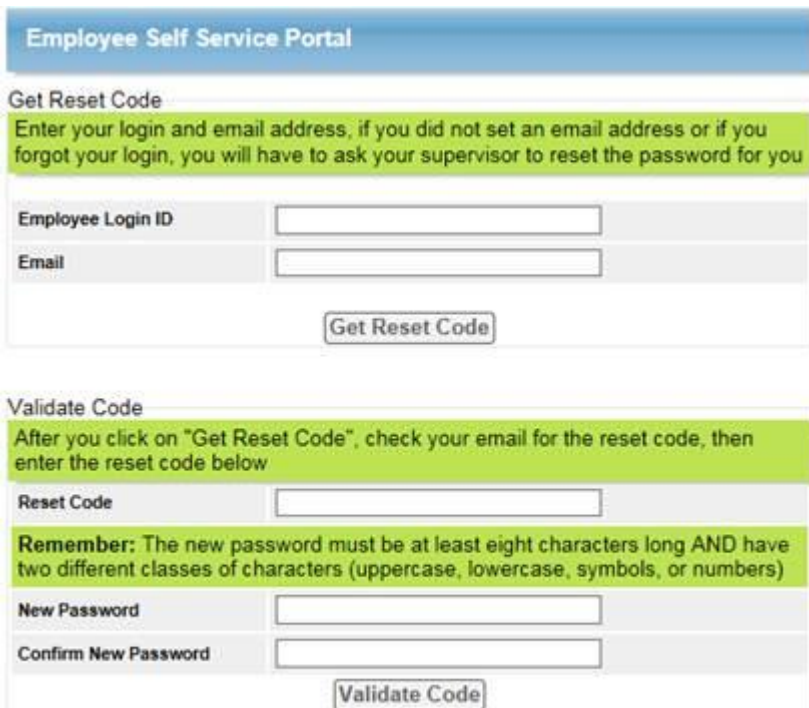 Employee Self Service Portal
Get Reset Code
Enter your login and email address, if you did not set an email address or if you
forgot your login, you will have to ask your supervisor to reset the password for you
Employee Login ID
Email
Get Reset Code
Validate Code
After you click on "Get Reset Code", check your email for the reset code, then
enter the reset code below
Reset Code
Remember: The new password must be at least eight characters long AND have
two different classes of characters (uppercase, lowercase, symbols, or numbers)
New Password
Confirm New Password
Validate Code